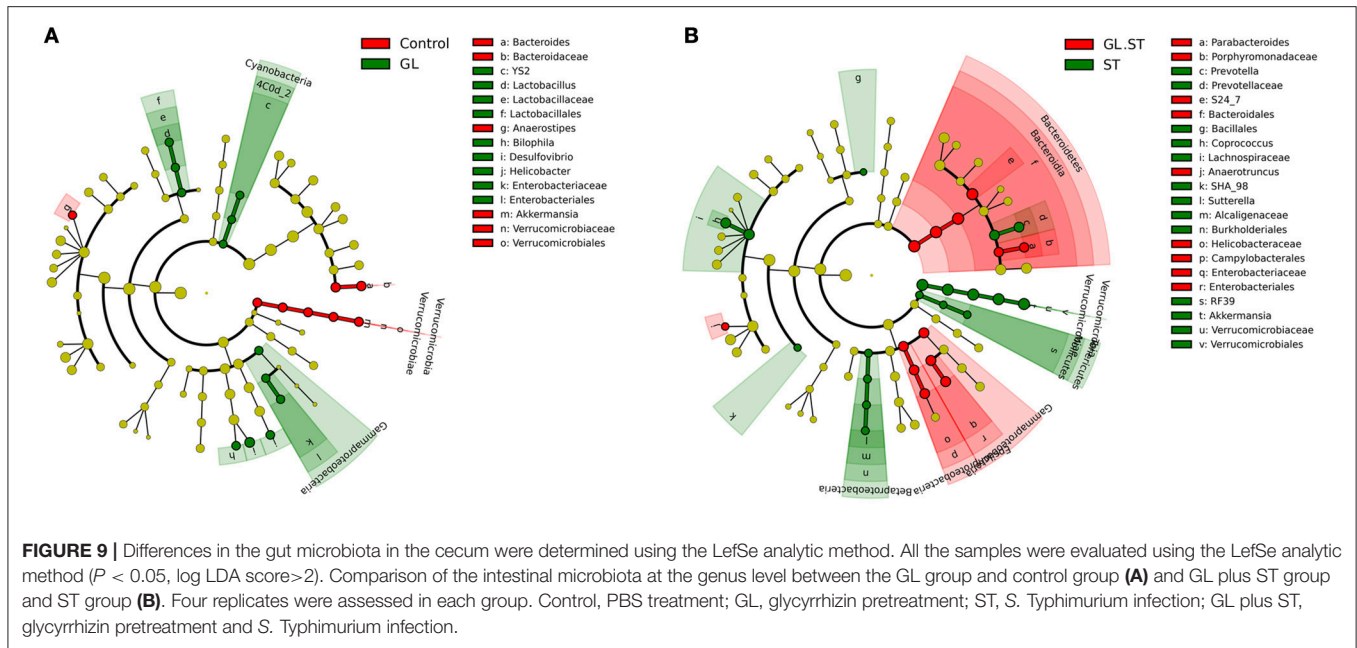 A
Control
GL
a: Bacteroides
b: Bacteroidaceae
c: YS2
d: Lactobacillus
e: Lactobacillaceae
f: Lactobacillales
g: Anaerostipes
h: Bilophila
i: Desulfovibrio
j: Helicobacter
k: Enterobacteriaceae
l: Enterobacteriales
m: Akkermansia
n: Verrucomicrobiaceae
o: Verrucomicrobiales
Cyanobacteria
4C0d_2
c
f
e
d
g
a
b
m
n
o
Verrucomicrobiae
Verrucomicrobia
k
l
Gammaproteobacteria
h
i
j
B
GL.ST
ST
a: Parabacteroides
b: Porphyromonadaceae
c: Prevotella
d: Prevotellaceae
e: S24_7
f: Bacteroidales
g: Bacillales
h: Coprococcus
i: Lachnospiraceae
j: Anaerotruncus
k: SHA_98
l: Sutterella
m: Alcaligenaceae
n: Burkholderiales
o: Helicobacteraceae
p: Campylobacterales
q: Enterobacteriaceae
r: Enterobacteriales
s: RF39
t: Akkermansia
u: Verrucomicrobiaceae
v: Verrucomicrobiales
g
Bacteroidetes
Bacteroidia
e
f
c
d
a
b
i
h
j
k
t
u
v
s
l
m
n
Betaproteobacteria
o
p
q
r
Gammaproteobacteria
FIGURE 9 | Differences in the gut microbiota in the cecum were determined using the LefSe analytic method. All the samples were evaluated using the LefSe analytic
method (P < 0.05, log LDA score>2). Comparison of the intestinal microbiota at the genus level between the GL group and control group (A) and GL plus ST group
and ST group (B). Four replicates were assessed in each group. Control, PBS treatment; GL, glycyrrhizin pretreatment; ST, S. Typhimurium infection; GL plus ST,
glycyrrhizin pretreatment and S. Typhimurium infection.